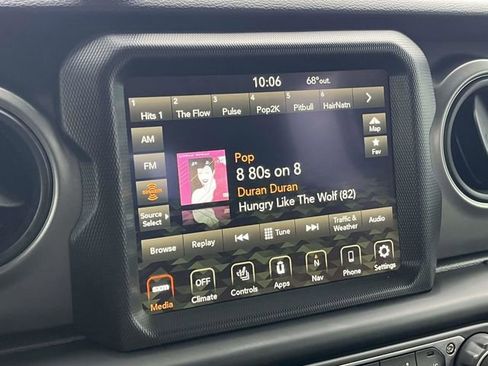 10:06 68° out.
1 Hits 1 2 The Flow 3 Pulse 4 Pop2K 5 Pitbull 6 HairNatn
AM
Map
FM
Fav
Pop
8 80s on 8
Duran Duran
Hungry Like The Wolf (82)
Source Select
Browse Replay Tune Traffic & Weather Audio
Media OFF Climate Controls Apps N Nav Phone Settings